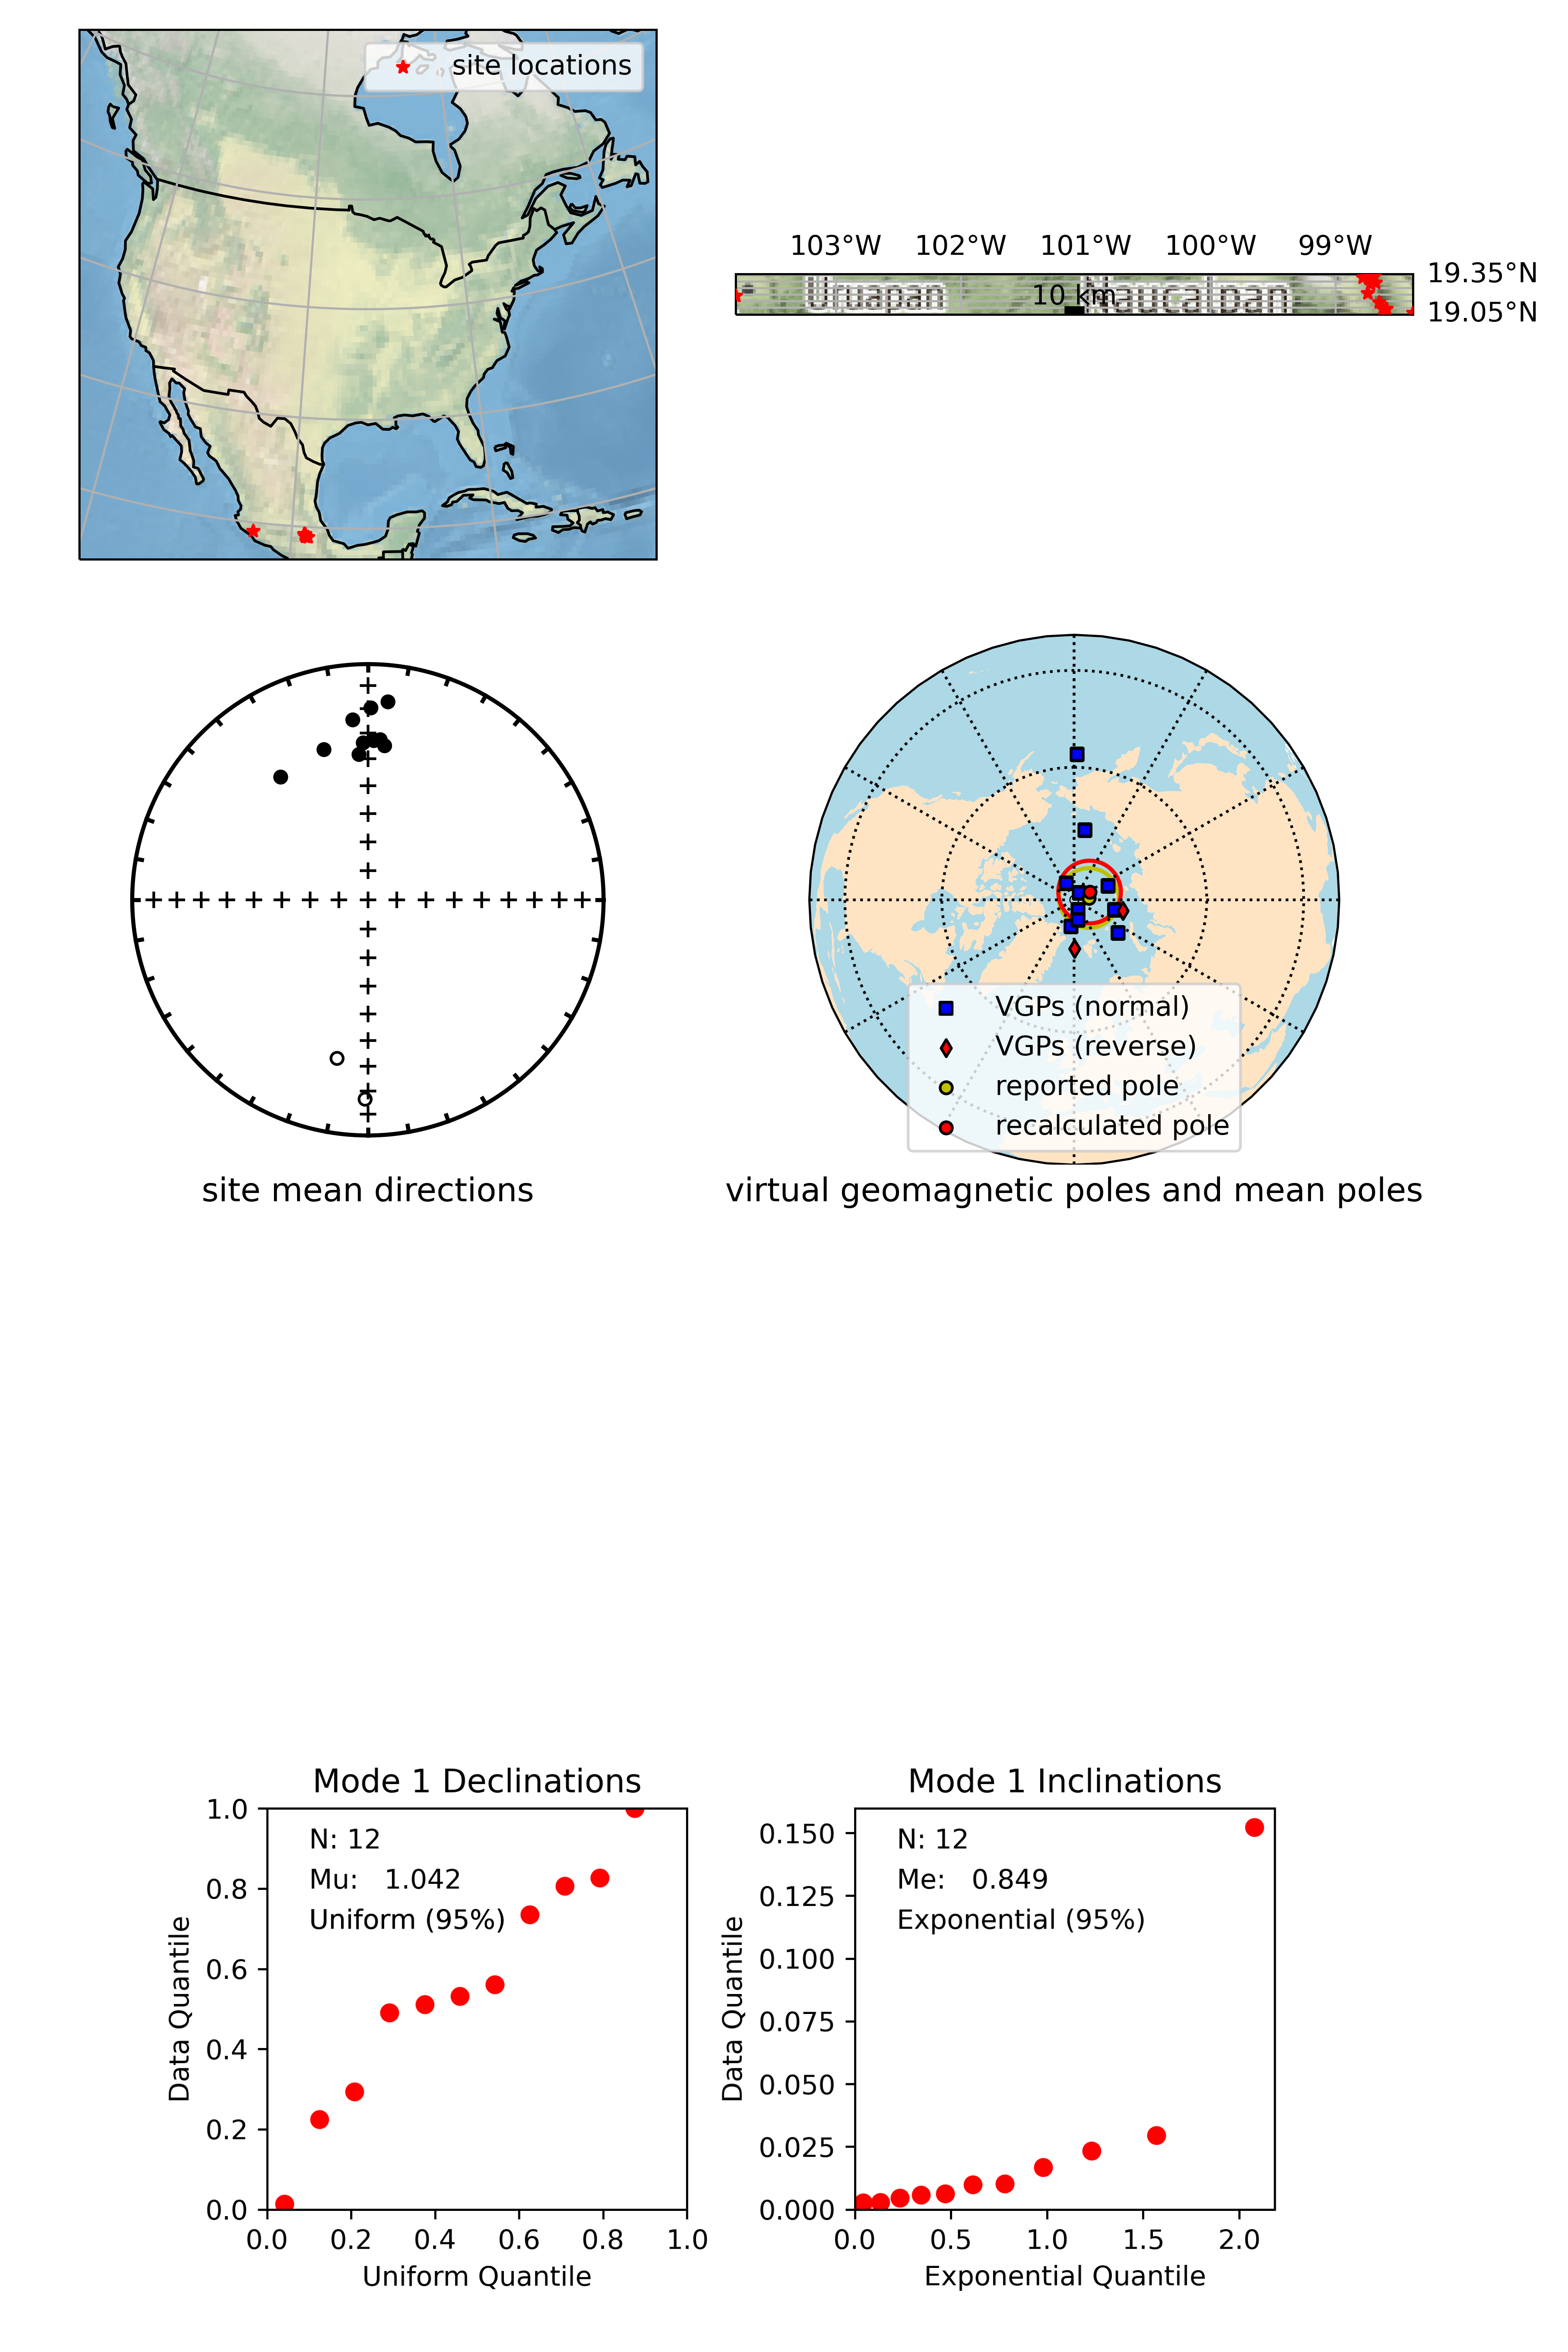 site locations
103°W 102°W 101°W 100°W 99°W
19.35°N
Uruapan 10 km Naucalpan
19.05°N
VGPs (normal)
VGPs (reverse)
reported pole
recalculated pole
site mean directions
virtual geomagnetic poles and mean poles
Mode 1 Declinations
N: 12
Mu: 1.042
Uniform (95%)
1.0
0.8
0.6
0.4
0.2
0.0
Data Quantile
0.0 0.2 0.4 0.6 0.8 1.0
Uniform Quantile
Mode 1 Inclinations
N: 12
Me: 0.849
Exponential (95%)
0.150
0.125
0.100
0.075
0.050
0.025
0.000
Data Quantile
0.0 0.5 1.0 1.5 2.0
Exponential Quantile